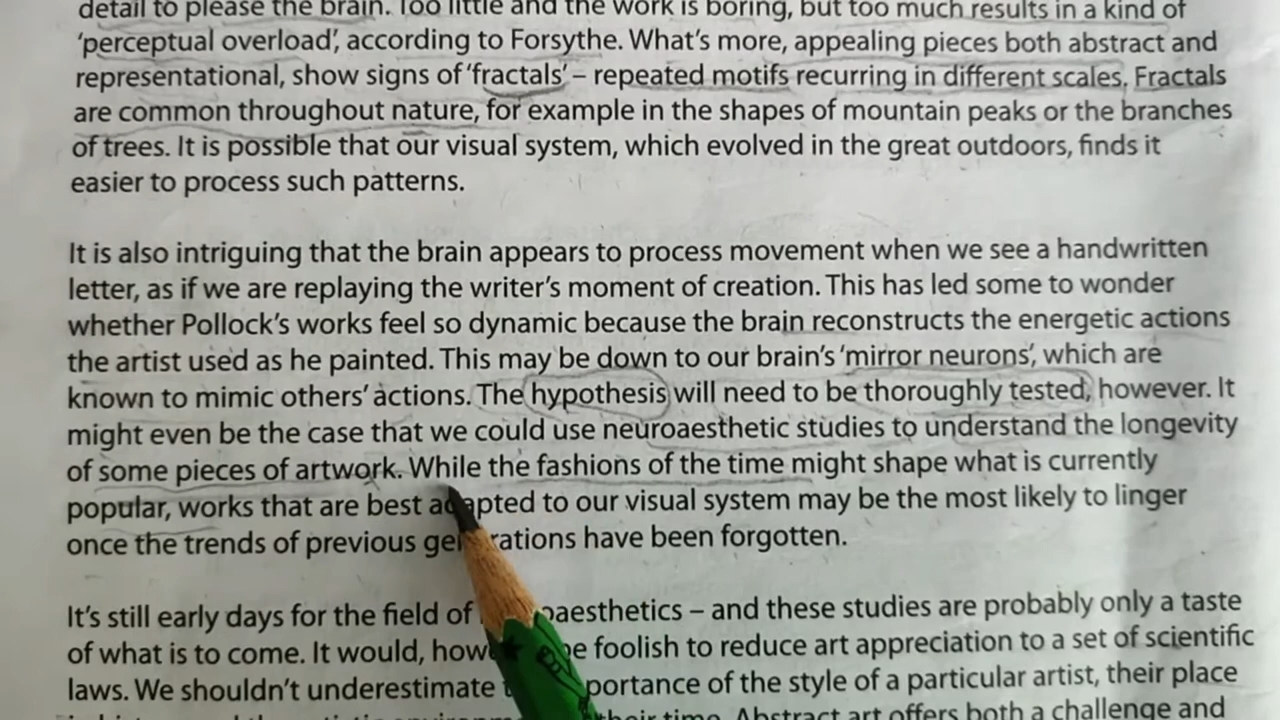 detail to please the brain. Too little and the work is boring, but too much results in a kind of
‘perceptual overload’, according to Forsythe. What’s more, appealing pieces both abstract and
representational, show signs of ‘fractals’ – repeated motifs recurring in different scales. Fractals
are common throughout nature, for example in the shapes of mountain peaks or the branches
of trees. It is possible that our visual system, which evolved in the great outdoors, finds it
easier to process such patterns.
It is also intriguing that the brain appears to process movement when we see a handwritten
letter, as if we are replaying the writer’s moment of creation. This has led some to wonder
whether Pollock’s works feel so dynamic because the brain reconstructs the energetic actions
the artist used as he painted. This may be down to our brain’s ‘mirror neurons’, which are
known to mimic others’ actions. The hypothesis will need to be thoroughly tested, however. It
might even be the case that we could use neuroaesthetic studies to understand the longevity
of some pieces of artwork. While the fashions of the time might shape what is currently
popular, works that are best adapted to our visual system may be the most likely to linger
once the trends of previous generations have been forgotten.
It’s still early days for the field of – and these studies are probably only a taste
of what is to come. It would, foolish to reduce art appreciation to a set of scientific
laws. We shouldn’t underestimate of the style of a particular artist, their place
their time. Abstract art offers both a challenge and